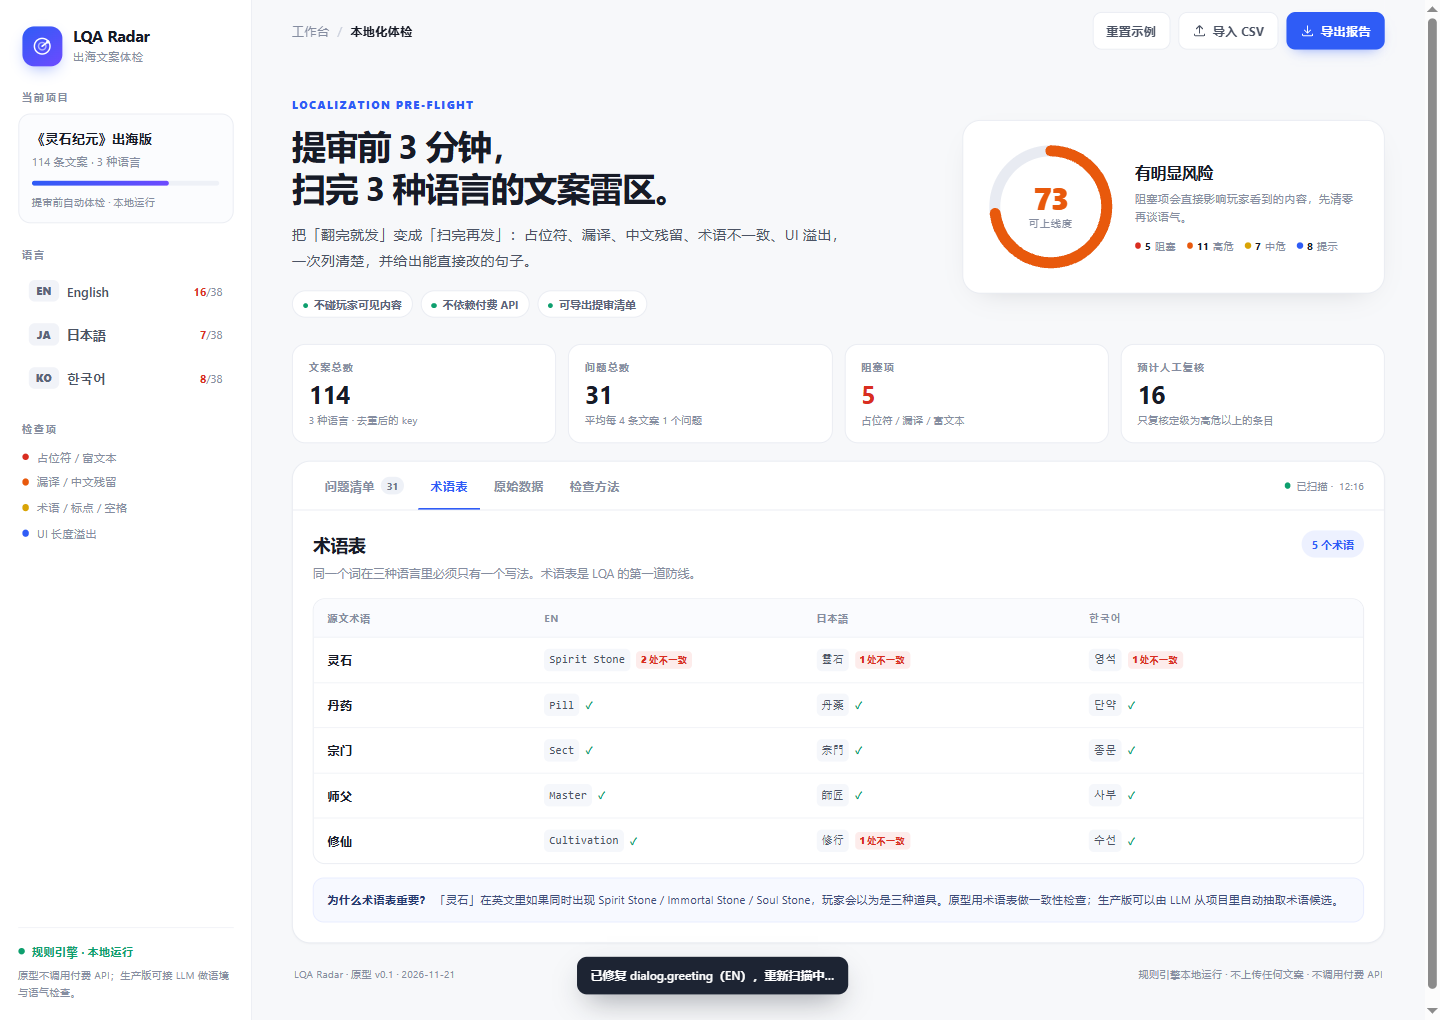 LQA Radar
出海文案体检
当前项目
《灵石纪元》出海版
114 条文案 · 3 种语言
提审前自动体检 · 本地运行
语言
EN English 16/38
JA 日本語 7/38
KO 한국어 8/38
检查项
占位符 / 富文本
漏译 / 中文残留
术语 / 标点 / 空格
UI 长度溢出
规则引擎 · 本地运行
原型不调用付费 API；生产版可接 LLM 做语境
与语气检查。
工作台 / 本地化体检
重置示例
导入 CSV
导出报告
LOCALIZATION PRE-FLIGHT
提审前 3 分钟，
扫完 3 种语言的文案雷区。
把「翻完就发」变成「扫完再发」：占位符、漏译、中文残留、术语不一致、UI 溢出，
一次列清楚，并给出能直接改的句子。
不碰玩家可见内容
不依赖付费 API
可导出提审清单
73
可上线度
有明显风险
阻塞项会直接影响玩家看到的内容，先清零
再谈语气。
5 阻塞 11 高危 7 中危 8 提示
文案总数
114
3 种语言 · 去重后的 key
问题总数
31
平均每 4 条文案 1 个问题
阻塞项
5
占位符 / 漏译 / 富文本
预计人工复核
16
只复核定级为高危以上的条目
问题清单 31
术语表
原始数据
检查方法
已扫描 · 12:16
术语表
5 个术语
同一个词在三种语言里必须只有一个写法。术语表是 LQA 的第一道防线。
源文术语 EN 日本語 한국어
灵石 Spirit Stone 2 处不一致 霊石 1 处不一致 영석 1 处不一致
丹药 Pill ✓ 丹薬 ✓ 단약 ✓
宗门 Sect ✓ 宗門 ✓ 종문 ✓
师父 Master ✓ 師匠 ✓ 사부 ✓
修仙 Cultivation ✓ 修行 1 处不一致 수선 ✓
为什么术语表重要？ 「灵石」在英文里如果同时出现 Spirit Stone / Immortal Stone / Soul Stone，玩家会以为是三种道具。原型用术语表做一致性检查；生产版可以由 LLM 从项目里自动抽取术语候选。
LQA Radar · 原型 v0.1 · 2026-11-21
已修复 dialog.greeting（EN），重新扫描中…
规则引擎本地运行 · 不上传任何文案 · 不调用付费 API